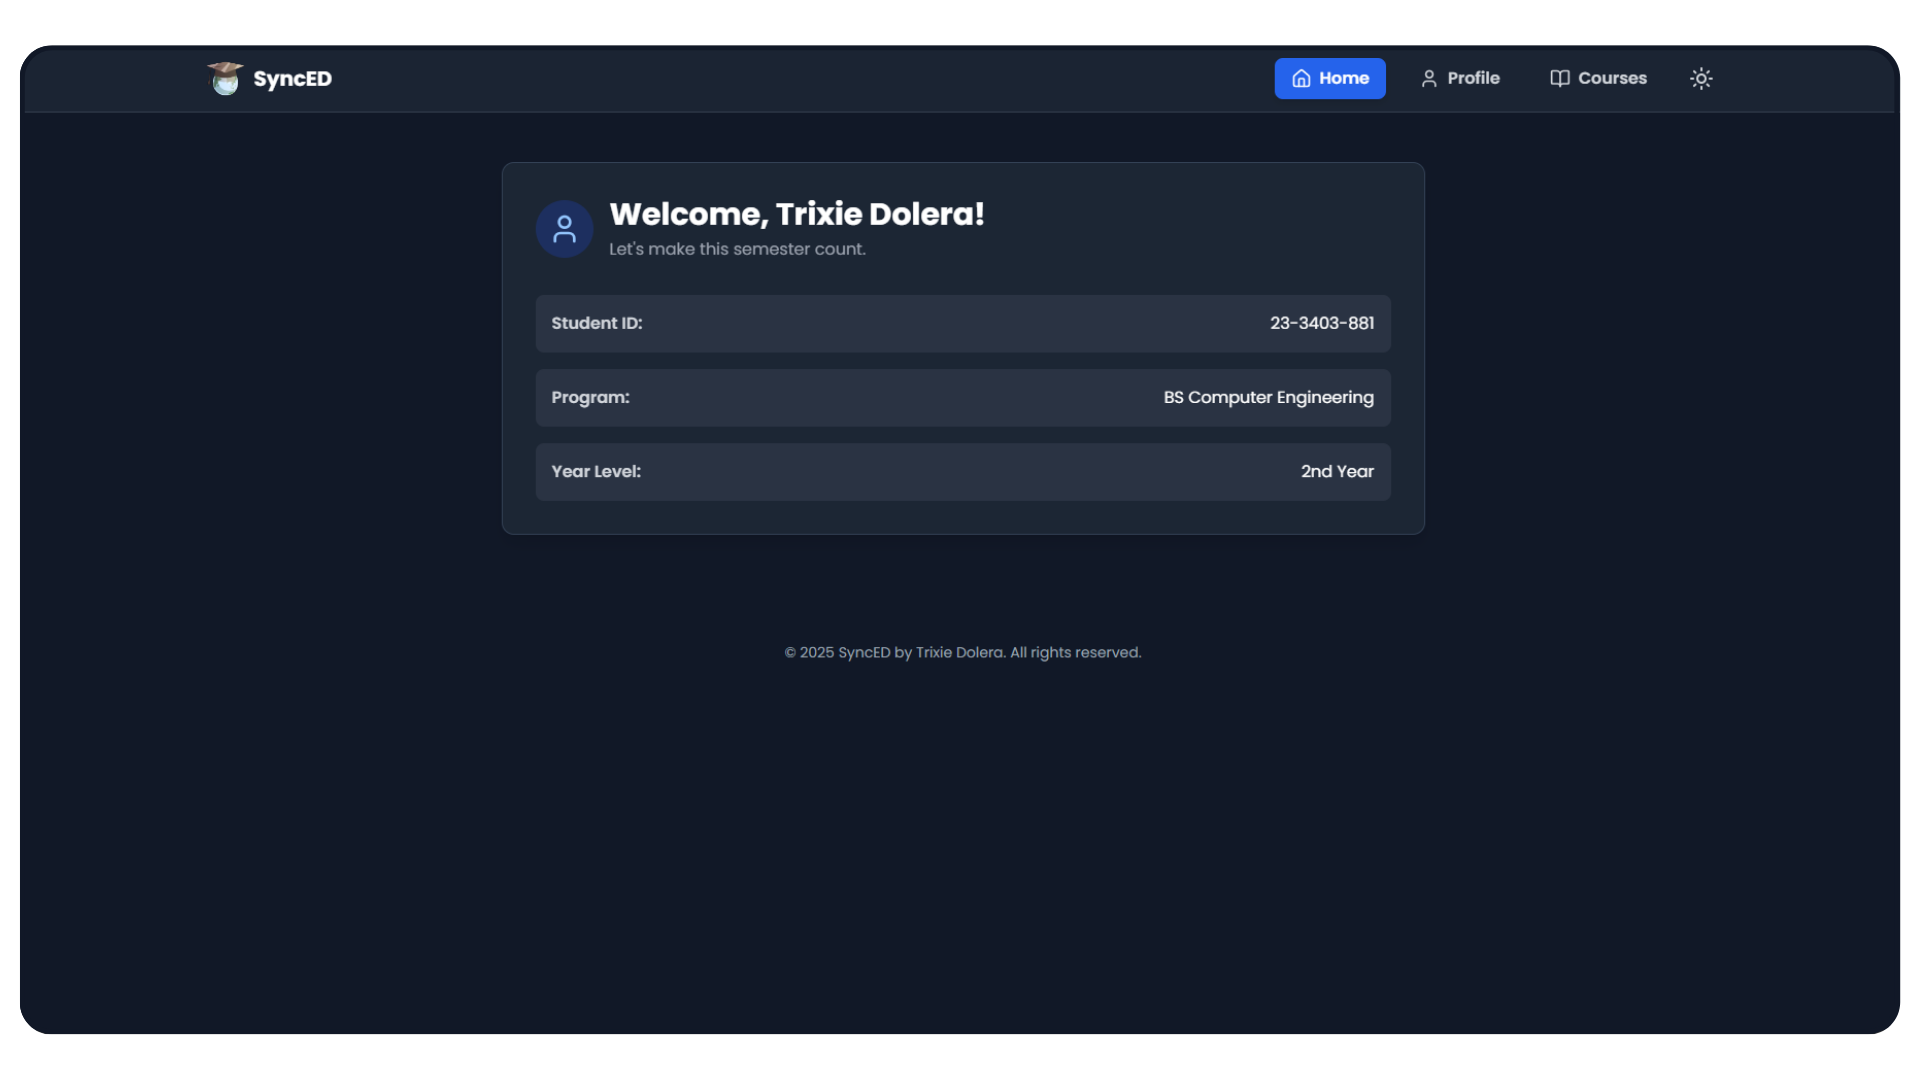 SyncED
Home
Profile
Courses
Welcome, Trixie Dolera!
Let's make this semester count.
Student ID: 23-3403-881
Program: BS Computer Engineering
Year Level: 2nd Year
© 2025 SyncED by Trixie Dolera. All rights reserved.